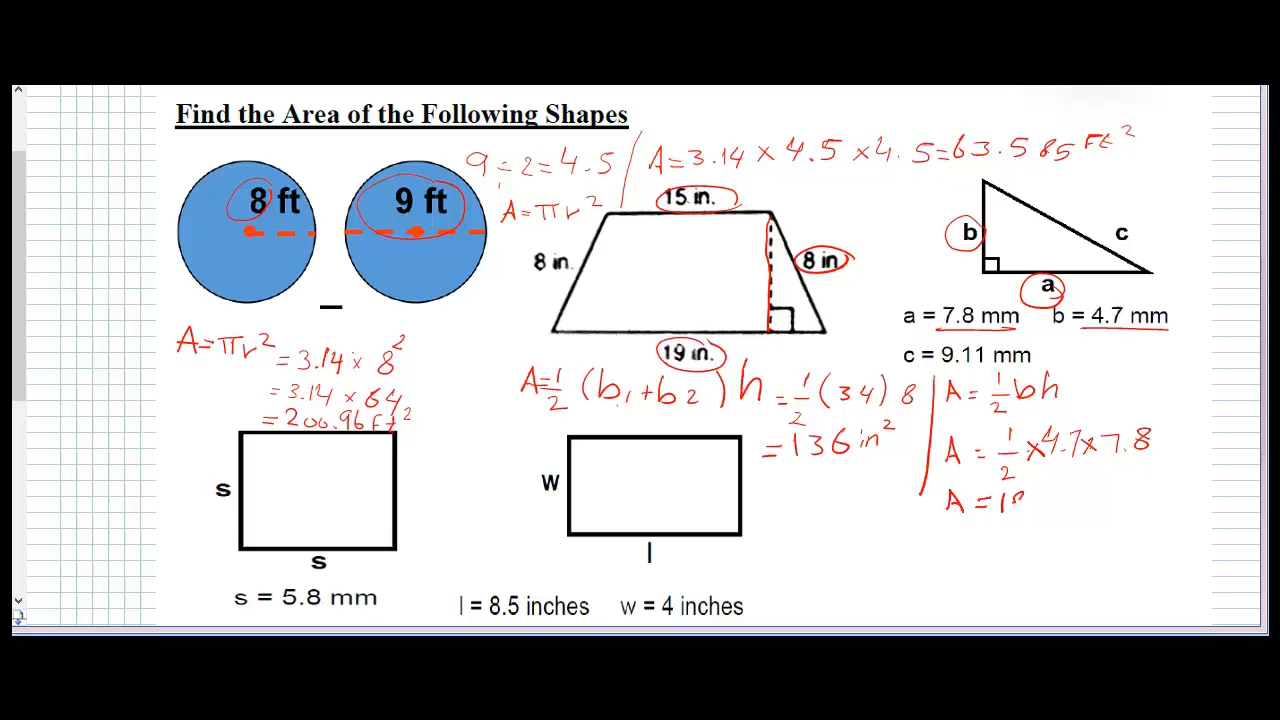 Find the Area of the Following Shapes
8 ft
9 ft
9 ÷ 2 = 4.5
A = πr²
A = 3.14 × 4.5 × 4.5 = 63.585 Ft²
15 in.
8 in.
8 in
19 in.
b
c
a
a = 7.8 mm b = 4.7 mm
c = 9.11 mm
A = πr² = 3.14 × 8²
= 3.14 × 64
= 200.96 ft²
A = 1/2 (b1 + b2) h = 1/2 (34) 8
= 136 in²
A = 1/2 bh
A = 1/2 × 4.7 × 7.8
A = 1
s
s
s = 5.8 mm
w
l
l = 8.5 inches w = 4 inches